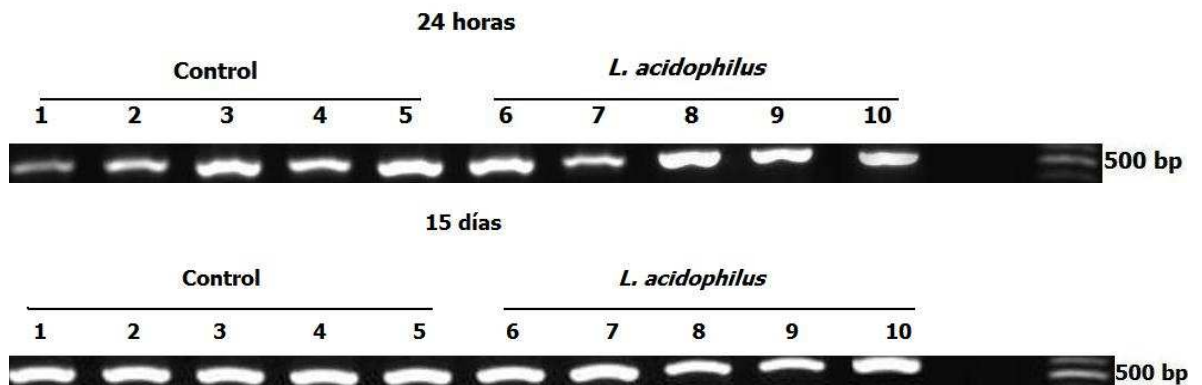 24 horas
Control L. acidophilus
1 2 3 4 5 6 7 8 9 10
500 bp
15 días
Control L. acidophilus
1 2 3 4 5 6 7 8 9 10
500 bp